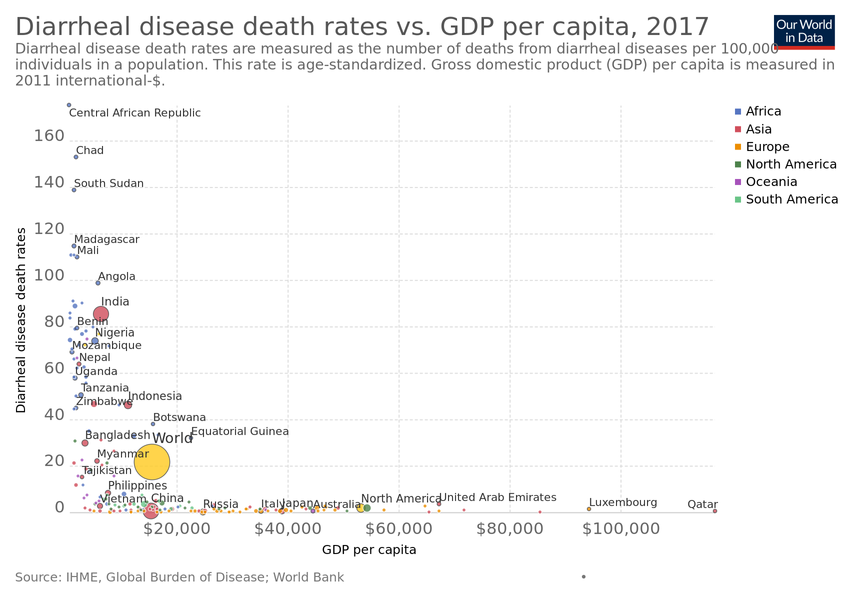 Diarrheal disease death rates vs. GDP per capita, 2017
Our World
in Data
Diarrheal disease death rates are measured as the number of deaths from diarrheal diseases per 100,000
individuals in a population. This rate is age-standardized. Gross domestic product (GDP) per capita is measured in
2011 international-$.
Central African Republic
Africa
Asia
Europe
North America
Oceania
South America
160
Chad
140
South Sudan
120
Madagascar
Mali
100
Angola
India
80
Benin
Nigeria
Mozambique
60
Nepal
Uganda
Tanzania
Indonesia
Zimbabwe
40
Botswana
Equatorial Guinea
Bangladesh
World
Myanmar
20
Tajikistan
Philippines
Vietnam
China
Russia
Italy
Japan
Australia
North America
United Arab Emirates
Luxembourg
Qatar
0
Diarrheal disease death rates
$20,000
$40,000
$60,000
$80,000
$100,000
GDP per capita
Source: IHME, Global Burden of Disease; World Bank